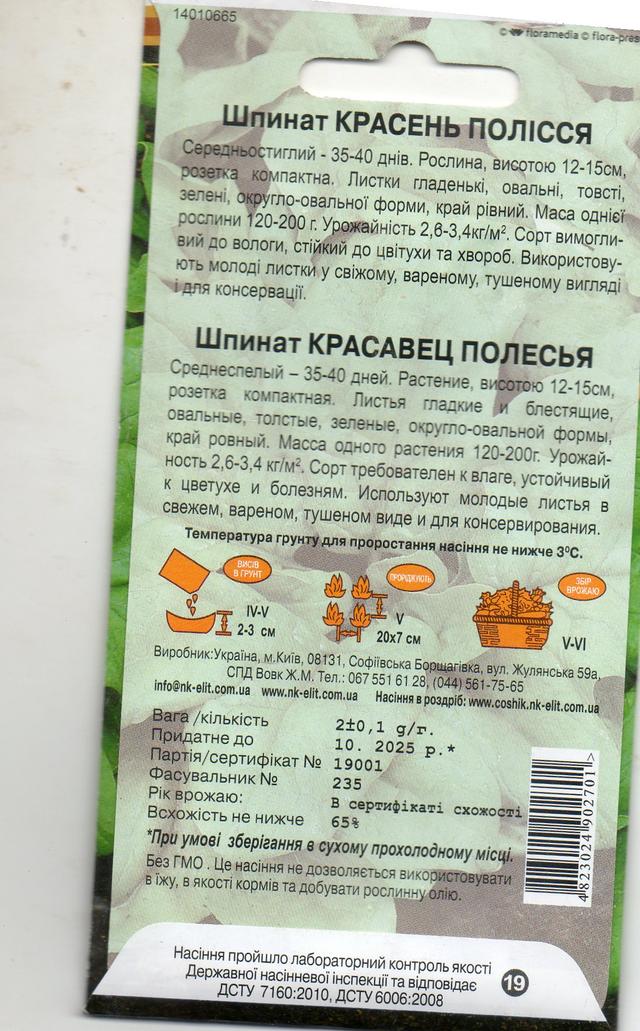 14010665
© floramedia © flora-press
Шпинат КРАСЕНЬ ПОЛІССЯ
Середньостиглий - 35-40 днів. Рослина, висотою 12-15см,
розетка компактна. Листки гладенькі, овальні, товсті,
зелені, округло-овальної форми, край рівний. Маса однієї
рослини 120-200 г. Урожайність 2,6-3,4кг/м². Сорт вимогли-
вий до вологи, стійкий до цвітухи та хвороб. Використову-
ють молоді листки у свіжому, вареному, тушеному вигляді
і для консервації.
Шпинат КРАСАВЕЦ ПОЛЕСЬЯ
Среднеспелый – 35-40 дней. Растение, висотою 12-15см,
розетка компактная. Листья гладкие и блестящие,
овальные, толстые, зеленые, округло-овальной формы,
край ровный. Масса одного растения 120-200г. Урожай-
ность 2,6-3,4 кг/м². Сорт требователен к влаге, устойчивый
к цветухе и болезням. Используют молодые листья в
свежем, вареном, тушеном виде и для консервирования.
Температура грунту для проростання насіння не нижче 3⁰С.
ВИСІВ
В ҐРУНТ
ПРОРІДЖУЮТЬ
ЗБІР
ВРОЖАЮ
IV-V
2-3 см
V
20x7 см
V-VI
Виробник:Україна, м.Київ, 08131, Софіївська Борщагівка, вул. Жулянська 59а,
СПД Вовк Ж.М. Тел.: 067 551 61 28, (044) 561-75-65
info@nk-elit.com.ua www.nk-elit.com.ua Насіння в роздріб: www.coshik.nk-elit.com.ua
Вага /кількість 2±0,1 g/г.
Придатне до 10. 2025 р.*
Партія/сертифікат № 19001
Фасувальник № 235
Рік врожаю: В сертифікаті схожості
Всхожість не нижче 65%
*При умові зберігання в сухому прохолодному місці.
Без ГМО . Це насіння не дозволяється використовувати
в їжу, в якості кормів та добувати рослинну олію.
4823024902701>
Насіння пройшло лабораторний контроль якості
Державної насінневої інспекції та відповідає
ДСТУ 7160:2010, ДСТУ 6006:2008
19